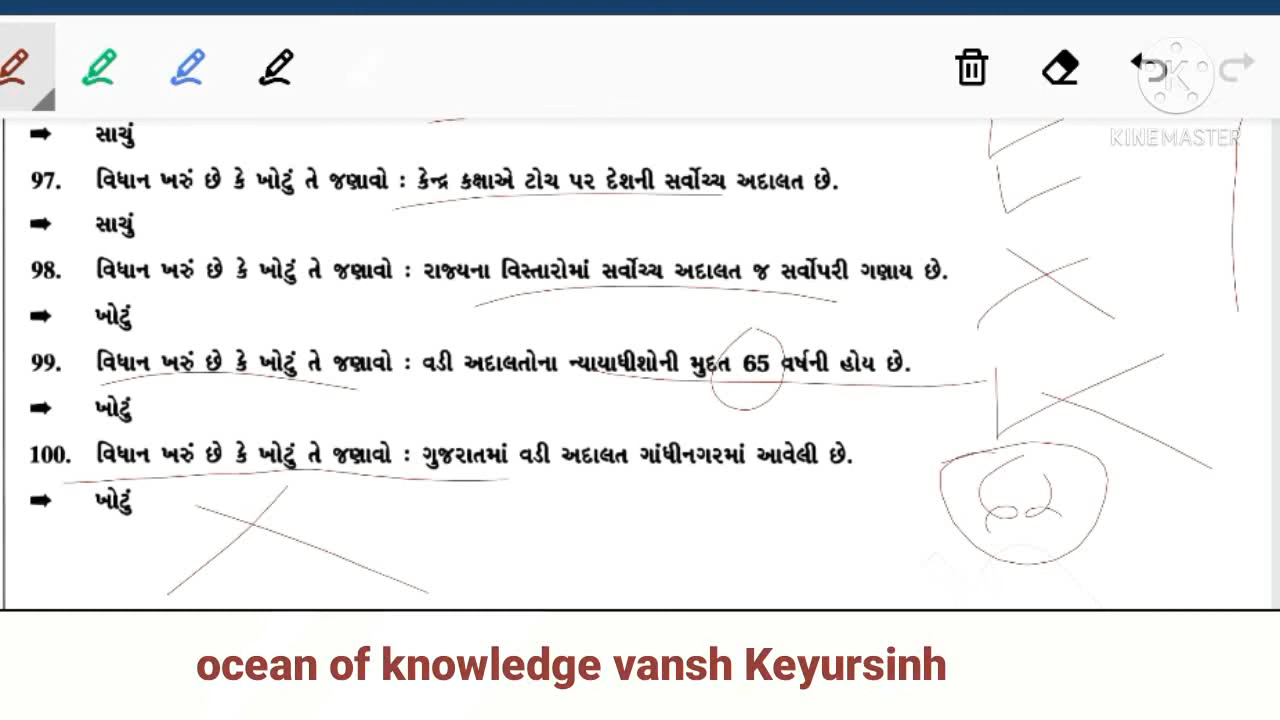 KINEMASTER
➡ સાચું
97. વિધાન ખરું છે કે ખોટું તે જણાવો : કેન્દ્ર કક્ષાએ ટોચ પર દેશની સર્વોચ્ચ અદાલત છે.
➡ સાચું
98. વિધાન ખરું છે કે ખોટું તે જણાવો : રાજ્યના વિસ્તારોમાં સર્વોચ્ચ અદાલત જ સર્વોપરી ગણાય છે.
➡ ખોટું
99. વિધાન ખરું છે કે ખોટું તે જણાવો : વડી અદાલતોના ન્યાયાધીશોની મુદત 65 વર્ષની હોય છે.
➡ ખોટું
100. વિધાન ખરું છે કે ખોટું તે જણાવો : ગુજરાતમાં વડી અદાલત ગાંધીનગરમાં આવેલી છે.
૬૨
➡ ખોટું
ocean of knowledge vansh Keyursinh